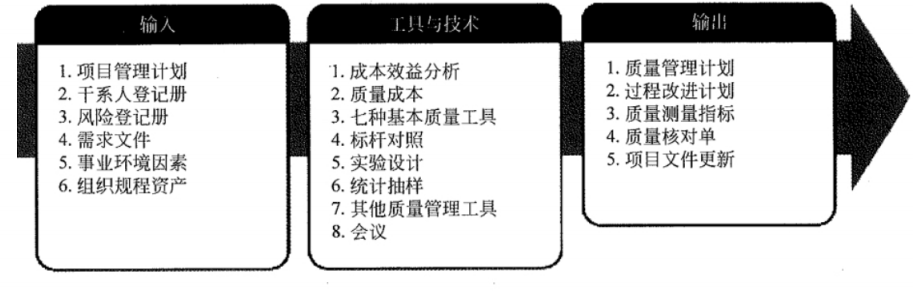 输入
1. 项目管理计划
2. 干系人登记册
3. 风险登记册
4. 需求文件
5. 事业环境因素
6. 组织规程资产
工具与技术
1. 成本效益分析
2. 质量成本
3. 七种基本质量工具
4. 标杆对照
5. 实验设计
6. 统计抽样
7. 其他质量管理工具
8. 会议
输出
1. 质量管理计划
2. 过程改进计划
3. 质量测量指标
4. 质量核对单
5. 项目文件更新